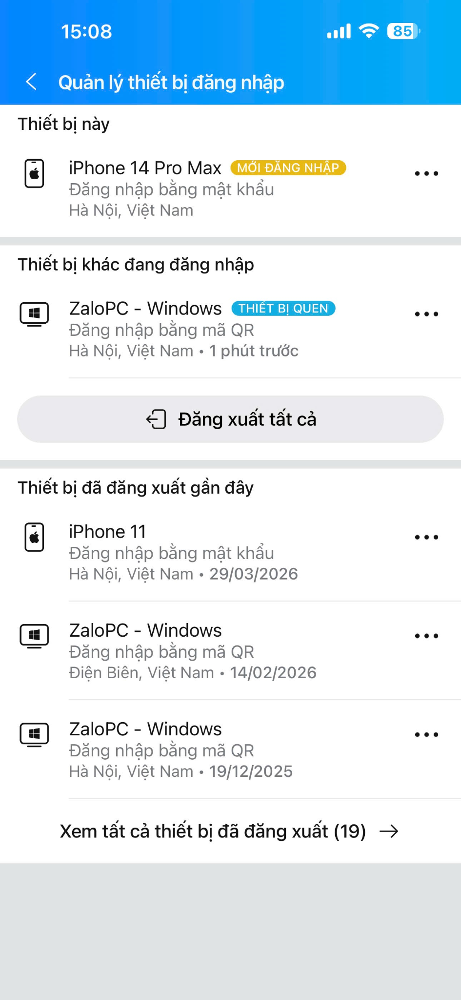 15:08
85
Quản lý thiết bị đăng nhập
Thiết bị này
iPhone 14 Pro Max MỚI ĐĂNG NHẬP
Đăng nhập bằng mật khẩu
Hà Nội, Việt Nam
Thiết bị khác đang đăng nhập
ZaloPC - Windows THIẾT BỊ QUEN
Đăng nhập bằng mã QR
Hà Nội, Việt Nam • 1 phút trước
Đăng xuất tất cả
Thiết bị đã đăng xuất gần đây
iPhone 11
Đăng nhập bằng mật khẩu
Hà Nội, Việt Nam • 29/03/2026
ZaloPC - Windows
Đăng nhập bằng mã QR
Điện Biên, Việt Nam • 14/02/2026
ZaloPC - Windows
Đăng nhập bằng mã QR
Hà Nội, Việt Nam • 19/12/2025
Xem tất cả thiết bị đã đăng xuất (19) →